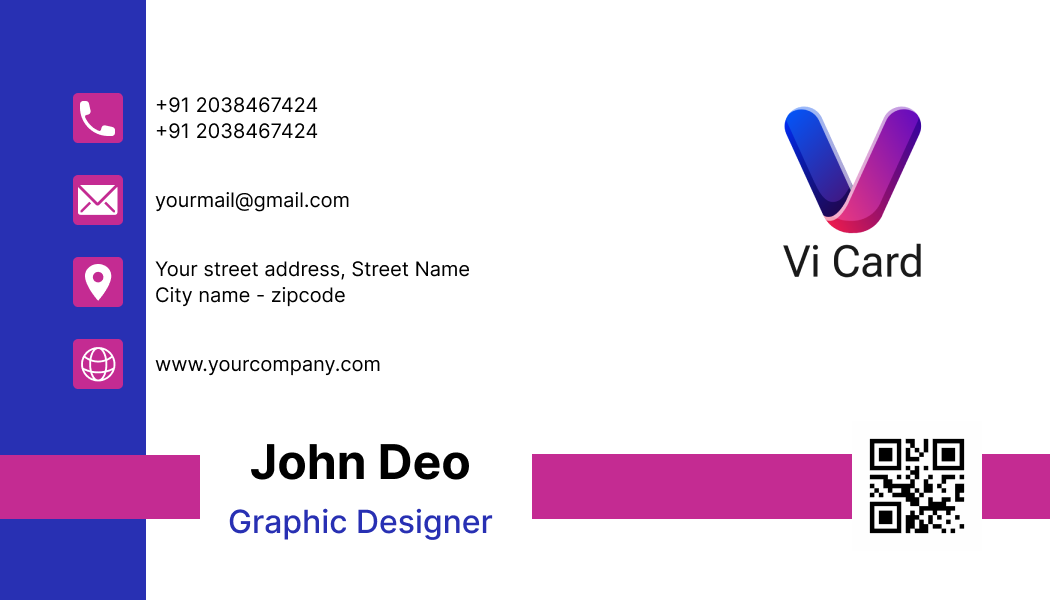 +91 2038467424
+91 2038467424
yourmail@gmail.com
Your street address, Street Name
City name - zipcode
www.yourcompany.com
Vi Card
John Deo
Graphic Designer